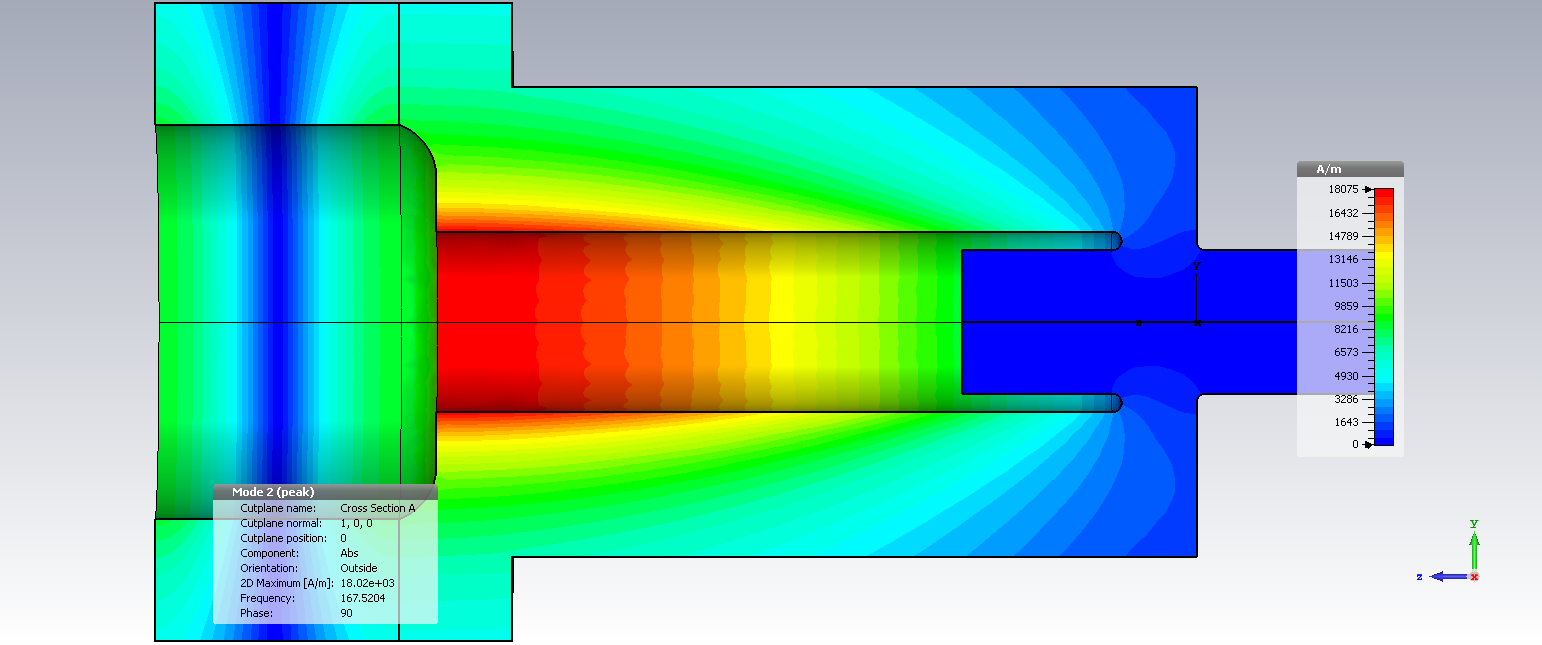 A/m
18075
16432
14789
13146
11503
9859
8216
6573
4930
3286
1643
0
Y
Mode 2 (peak)
Cutplane name: Cross Section A
Cutplane normal: 1, 0, 0
Cutplane position: 0
Component: Abs
Orientation: Outside
2D Maximum [A/m]: 18.02e+03
Frequency: 167.5204
Phase: 90
y
z x